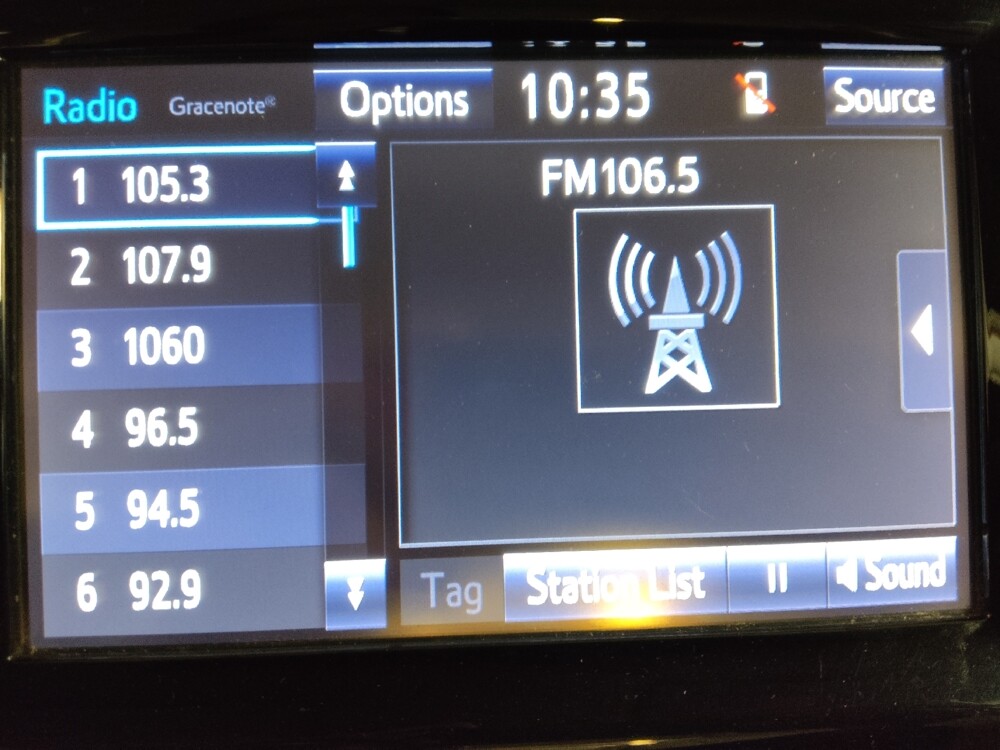 Radio Gracenote® Options 10:35 Source
1 105.3
FM106.5
2 107.9
3 1060
4 96.5
5 94.5
6 92.9
Tag Station List Sound